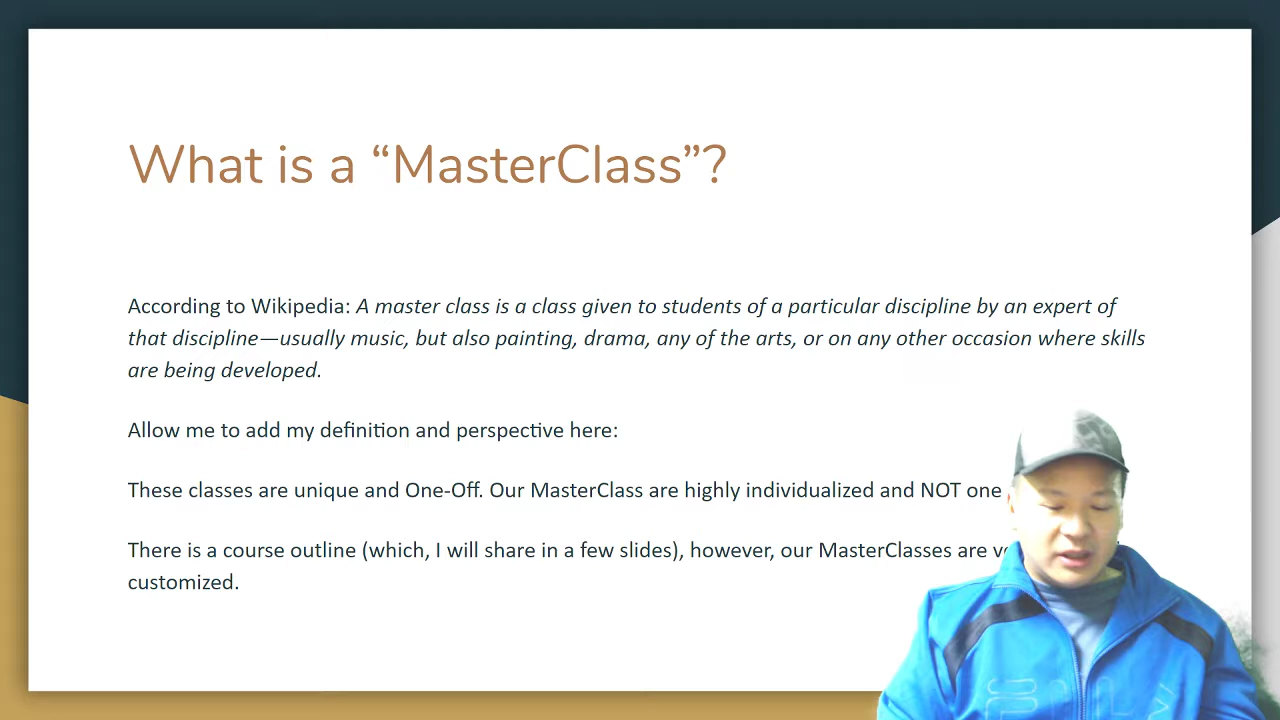 What is a “MasterClass”?
According to Wikipedia: A master class is a class given to students of a particular discipline by an expert of
that discipline—usually music, but also painting, drama, any of the arts, or on any other occasion where skills
are being developed.
Allow me to add my definition and perspective here:
These classes are unique and One-Off. Our MasterClass are highly individualized and NOT one
There is a course outline (which, I will share in a few slides), however, our MasterClasses are
customized.